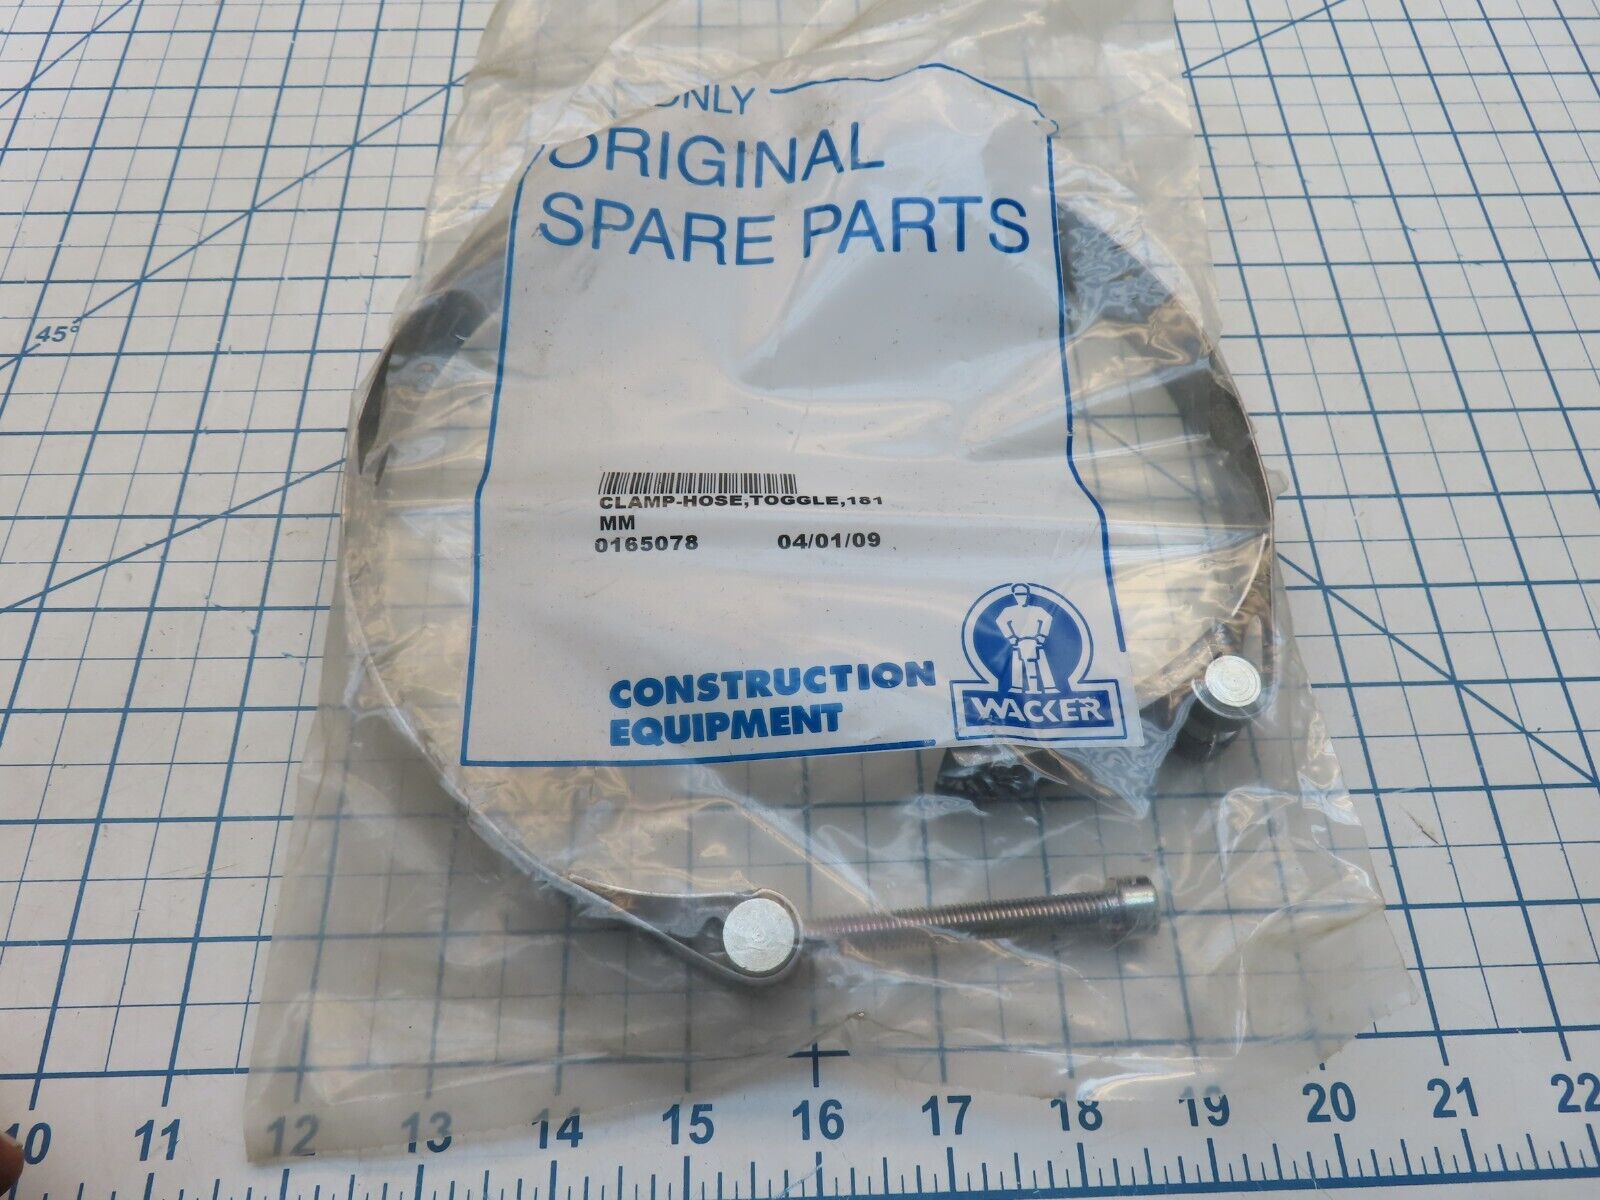 ONLY
ORIGINAL
SPARE PARTS
45°
CLAMP-HOSE,TOGGLE,181
MM
0165078 04/01/09
CONSTRUCTION
EQUIPMENT
WACKER
10 11 12 13 14 15 16 17 18 19 20 21 22